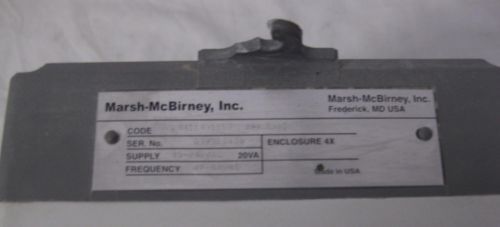 Marsh-McBirney, Inc.
Marsh-McBirney, Inc.
Frederick, MD USA
CODE
SER. No.
ENCLOSURE 4X
SUPPLY 20VA
FREQUENCY
Made in USA